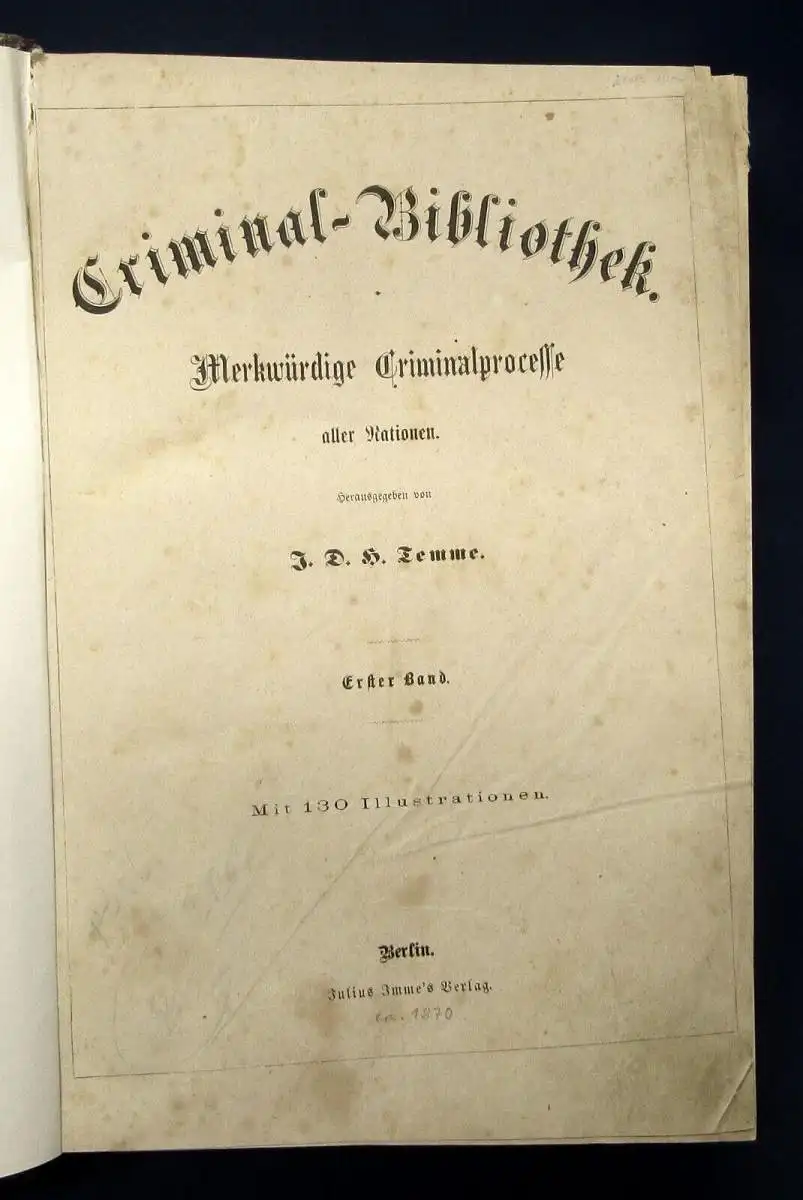 Criminal-Bibliothek.
Merkwürdige Criminalprocesse
aller Nationen.
Herausgegeben von
J. D. H. Temme.
Erster Band.
Mit 130 Illustrationen.
Berlin.
Julius Imme's Verlag.
ca. 1870